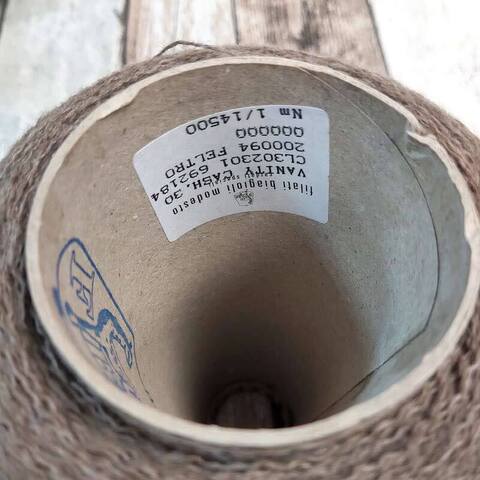 filati biagioli modesto
VANITY CASH.30
CL302301 692184
200094 FELTRO
000000
Nm 1/14500